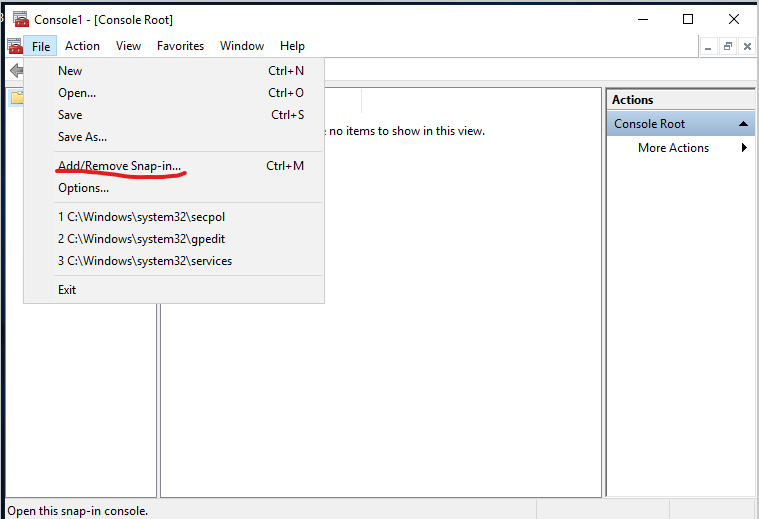 Console1 - [Console Root]
File Action View Favorites Window Help
New Ctrl+N
Open... Ctrl+O
Save Ctrl+S
Save As...
Add/Remove Snap-in... Ctrl+M
Options...
1 C:\Windows\system32\secpol
2 C:\Windows\system32\gpedit
3 C:\Windows\system32\services
Exit
no items to show in this view.
Actions
Console Root
More Actions
Open this snap-in console.